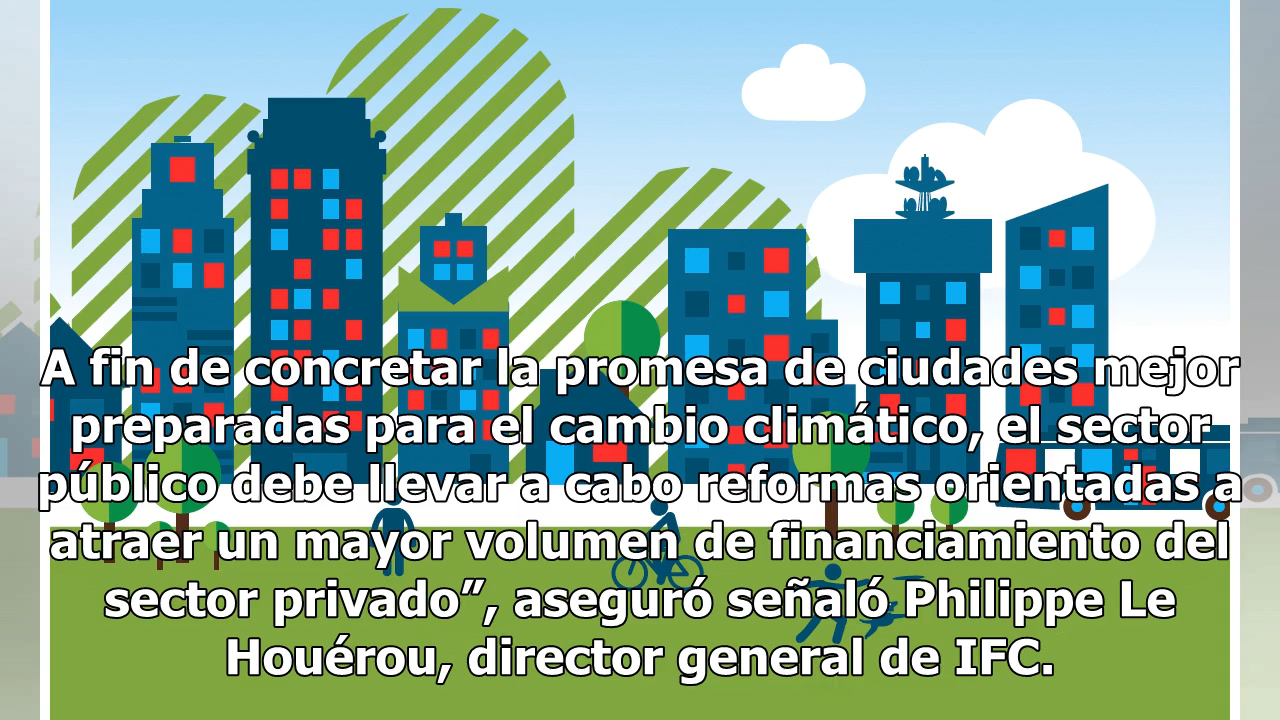 A fin de concretar la promesa de ciudades mejor
preparadas para el cambio climático, el sector
público debe llevar a cabo reformas orientadas a
atraer un mayor volumen de financiamiento del
sector privado”, aseguró señaló Philippe Le
Houérou, director general de IFC.